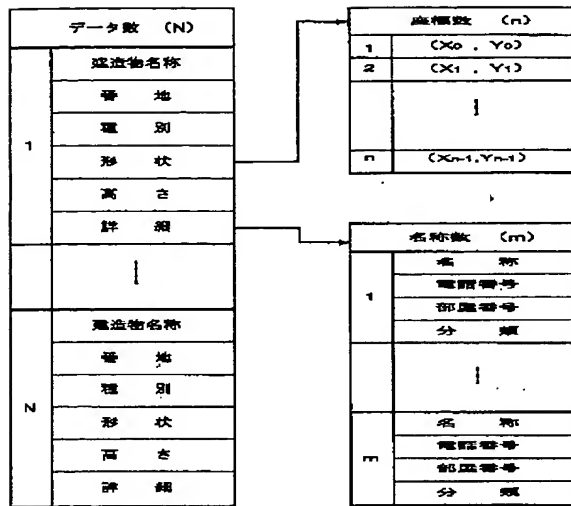 データ数 (N)
1
建造物名称
番 地
種 別
形 状
高 さ
詳 細
N
建造物名称
番 地
種 別
形 状
高 さ
詳 細
座標数 (n)
1 (X0 , Y0)
2 (X1 , Y1)
n (Xn-1,Yn-1)
名称数 (m)
1
名 称
電話番号
部屋番号
分 類
m
名 称
電話番号
部屋番号
分 類